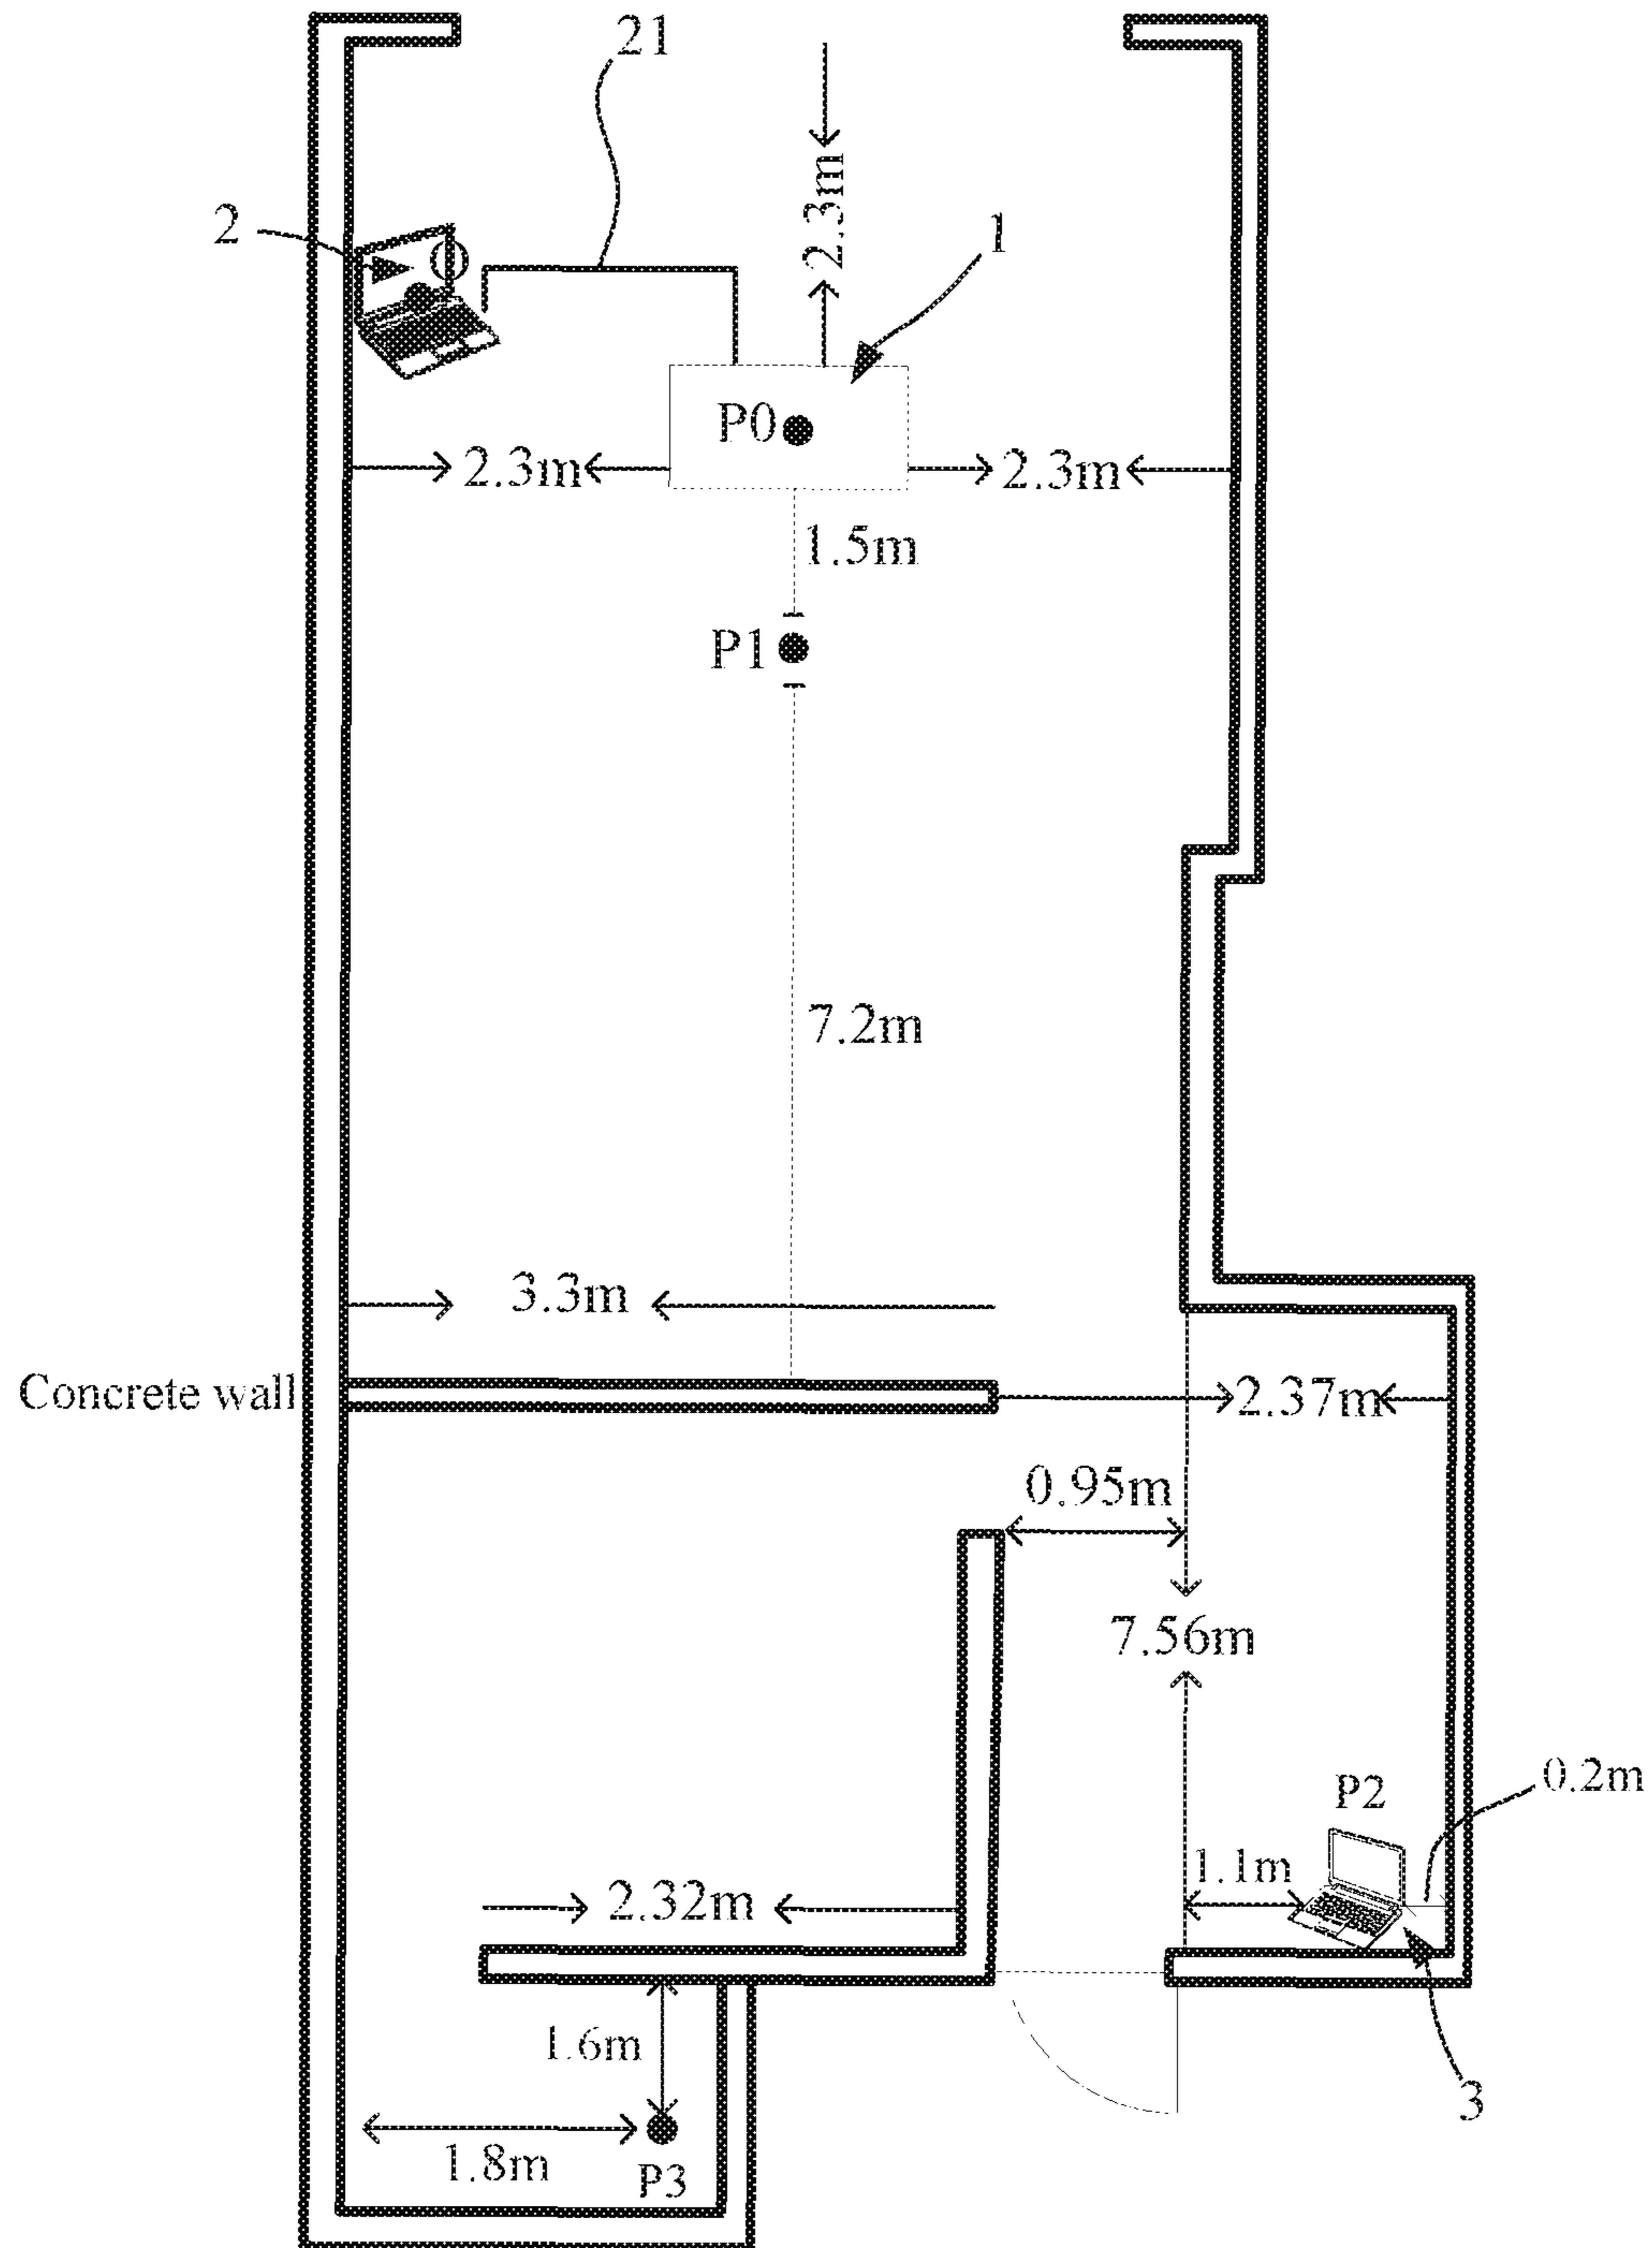 21
2
2.3m
1
P0
2.3m
2.3m
1.5m
P1
7.2m
3.3m
Concrete wall
2.37m
0.95m
7.56m
P2
0.2m
1.1m
2.32m
1.6m
3
1.8m
P3